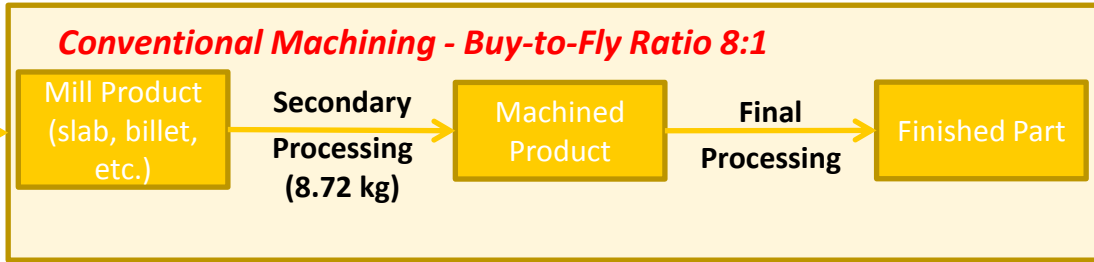 Conventional Machining - Buy-to-Fly Ratio 8:1
Mill Product
(slab, billet,
etc.)
Secondary
Processing
(8.72 kg)
Machined
Product
Final
Processing
Finished Part